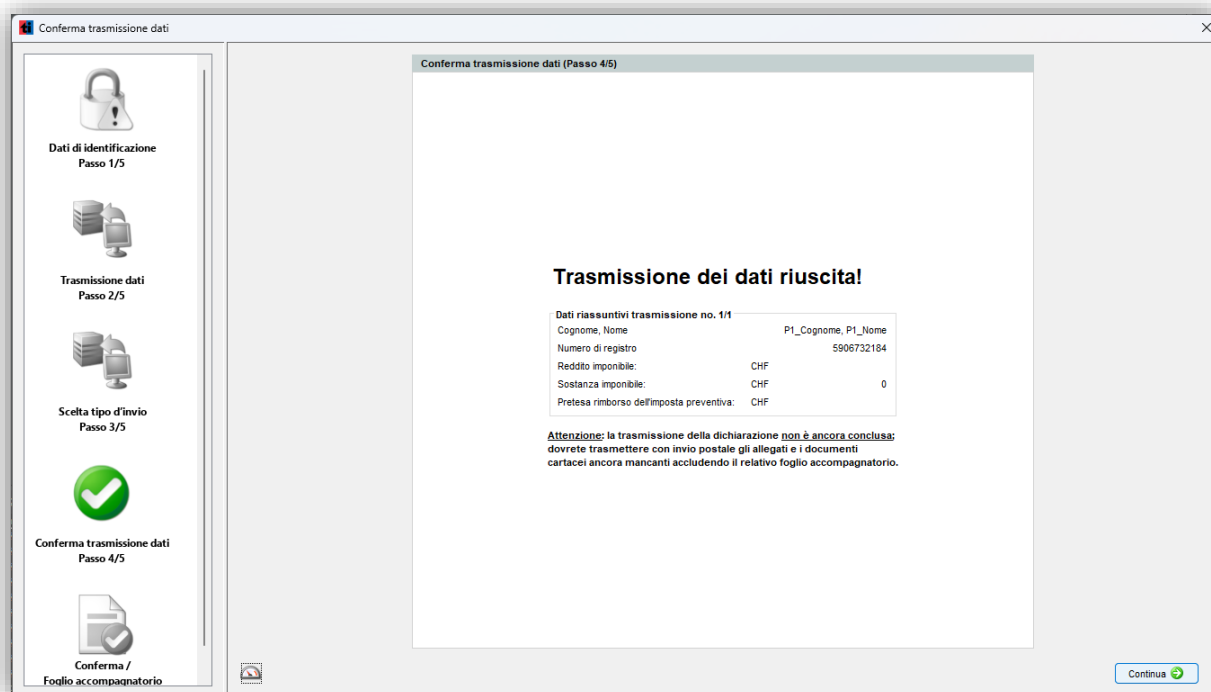 Conferma trasmissione dati
Dati di identificazione
Passo 1/5
Trasmissione dati
Passo 2/5
Scelta tipo d'invio
Passo 3/5
Conferma trasmissione dati
Passo 4/5
Conferma /
Foglio accompagnatorio
Conferma trasmissione dati (Passo 4/5)
Trasmissione dei dati riuscita!
Dati riassuntivi trasmissione no. 1/1
Cognome, Nome P1_Cognome, P1_Nome
Numero di registro 5906732184
Reddito imponibile: CHF
Sostanza imponibile: CHF 0
Pretesa rimborso dell'imposta preventiva: CHF
Attenzione: la trasmissione della dichiarazione non è ancora conclusa;
dovrete trasmettere con invio postale gli allegati e i documenti
cartacei ancora mancanti accludendo il relativo foglio accompagnatorio.
Continua